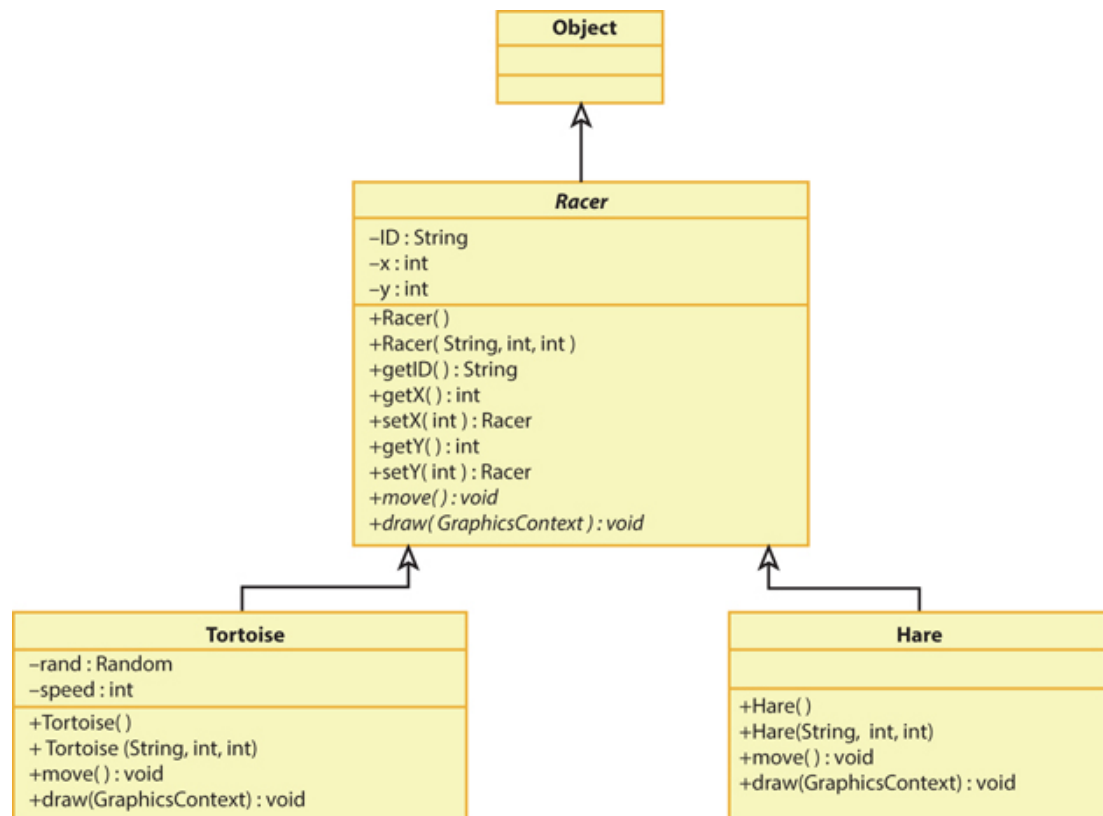 Object
Racer
–ID : String
–x : int
–y : int
+Racer( )
+Racer( String, int, int )
+getID( ) : String
+getX( ) : int
+setX( int ) : Racer
+getY( ) : int
+setY( int ) : Racer
+move( ) : void
+draw( GraphicsContext ) : void
Tortoise
–rand : Random
–speed : int
+Tortoise( )
+ Tortoise (String, int, int)
+move( ) : void
+draw(GraphicsContext) : void
Hare
+Hare( )
+Hare(String, int, int)
+move( ) : void
+draw(GraphicsContext) : void